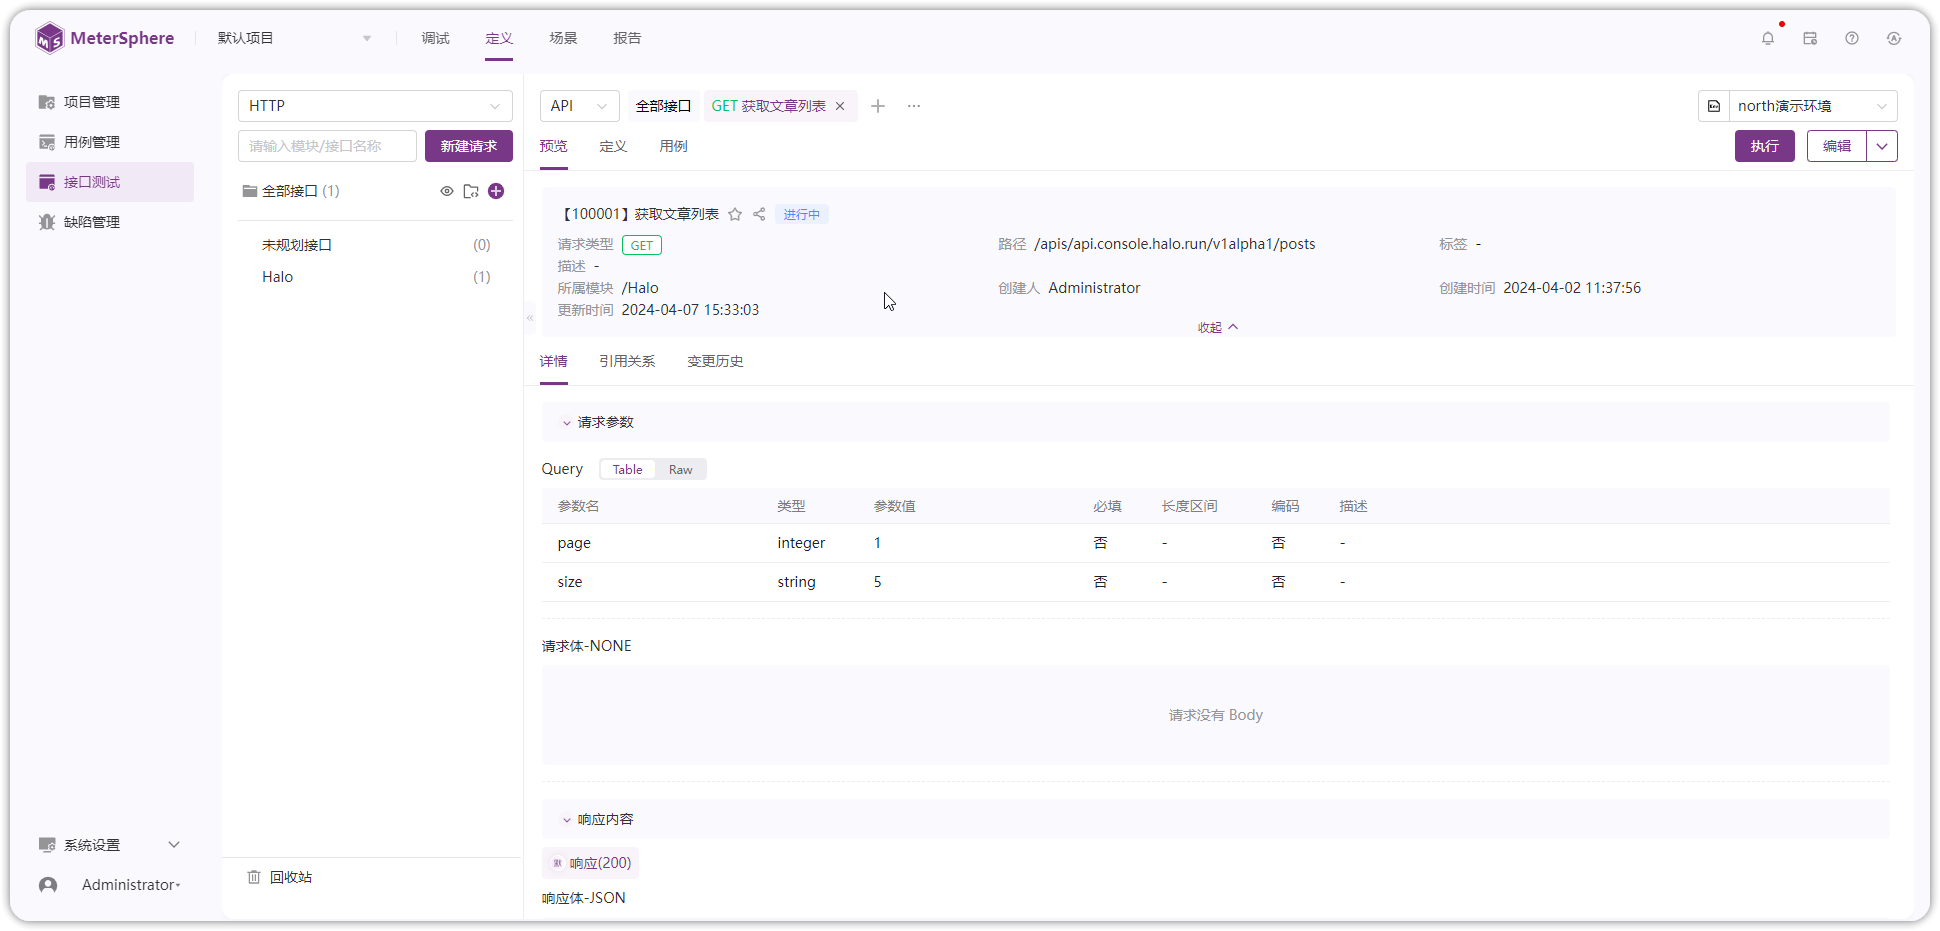 MeterSphere
默认项目
调试
定义
场景
报告
项目管理
用例管理
接口测试
缺陷管理
系统设置
Administrator
HTTP
请输入模块/接口名称
新建请求
全部接口 (1)
未规划接口 (0)
Halo (1)
回收站
API
全部接口
GET 获取文章列表
north演示环境
预览
定义
用例
执行
编辑
【100001】获取文章列表
进行中
请求类型 GET
路径 /apis/api.console.halo.run/v1alpha1/posts
标签 -
描述 -
所属模块 /Halo
创建人 Administrator
创建时间 2024-04-02 11:37:56
更新时间 2024-04-07 15:33:03
收起
详情
引用关系
变更历史
请求参数
Query Table Raw
参数名 类型 参数值 必填 长度区间 编码 描述
page integer 1 否 - 否 -
size string 5 否 - 否 -
请求体-NONE
请求没有 Body
响应内容
默 响应(200)
响应体-JSON